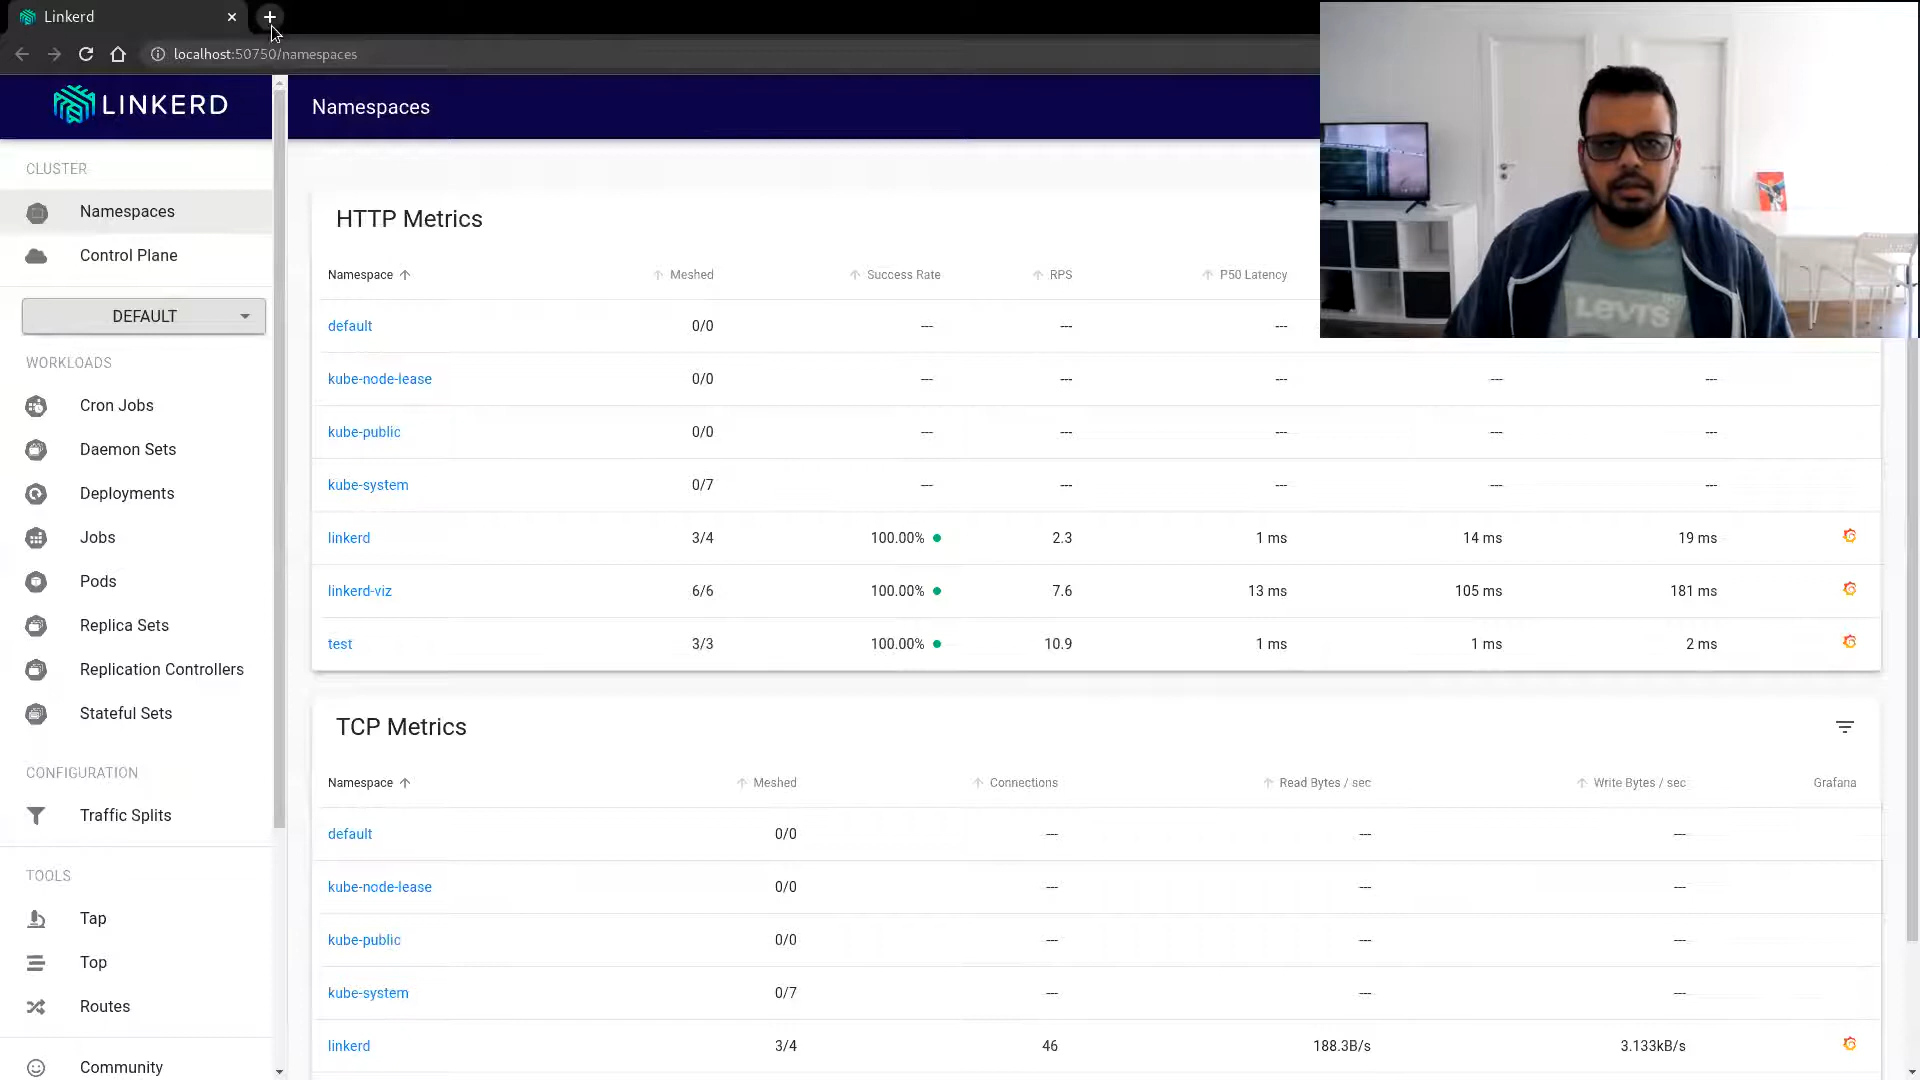 Linkerd
localhost:50750/namespaces
LINKERD
Namespaces
CLUSTER
Namespaces
Control Plane
DEFAULT
WORKLOADS
Cron Jobs
Daemon Sets
Deployments
Jobs
Pods
Replica Sets
Replication Controllers
Stateful Sets
CONFIGURATION
Traffic Splits
TOOLS
Tap
Top
Routes
Community
HTTP Metrics
Namespace Meshed Success Rate RPS P50 Latency
default 0/0 --- --- ---
kube-node-lease 0/0 --- --- --- --- ---
kube-public 0/0 --- --- --- --- ---
kube-system 0/7 --- --- --- --- ---
linkerd 3/4 100.00% 2.3 1 ms 14 ms 19 ms
linkerd-viz 6/6 100.00% 7.6 13 ms 105 ms 181 ms
test 3/3 100.00% 10.9 1 ms 1 ms 2 ms
TCP Metrics
Namespace Meshed Connections Read Bytes / sec Write Bytes / sec Grafana
default 0/0 --- --- ---
kube-node-lease 0/0 --- --- ---
kube-public 0/0 --- --- ---
kube-system 0/7 --- --- ---
linkerd 3/4 46 188.3B/s 3.133kB/s
Levi's